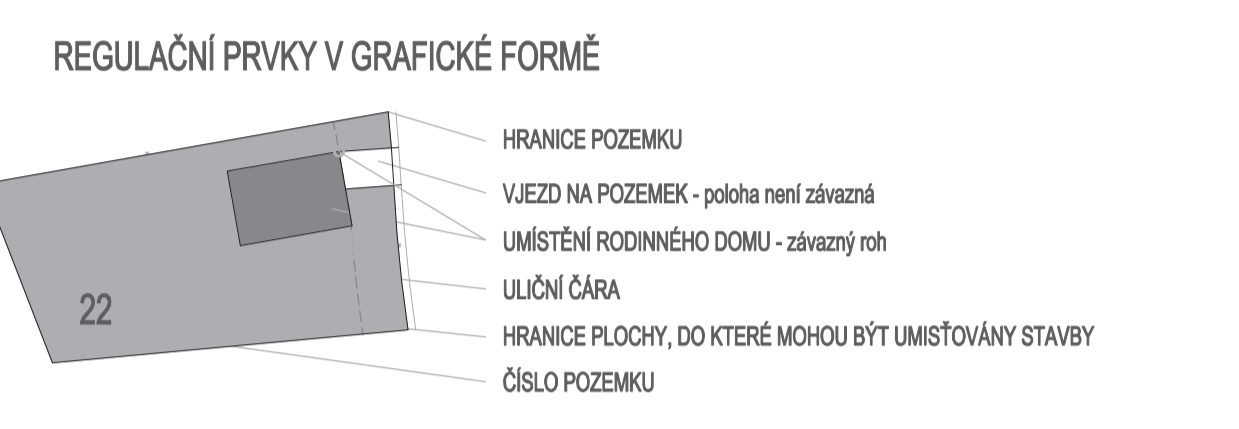 REGULAČNÍ PRVKY V GRAFICKÉ FORMĚ
HRANICE POZEMKU
VJEZD NA POZEMEK - poloha není závazná
UMÍSTĚNÍ RODINNÉHO DOMU - závazný roh
ULIČNÍ ČÁRA
22
HRANICE PLOCHY, DO KTERÉ MOHOU BÝT UMISŤOVÁNY STAVBY
ČÍSLO POZEMKU